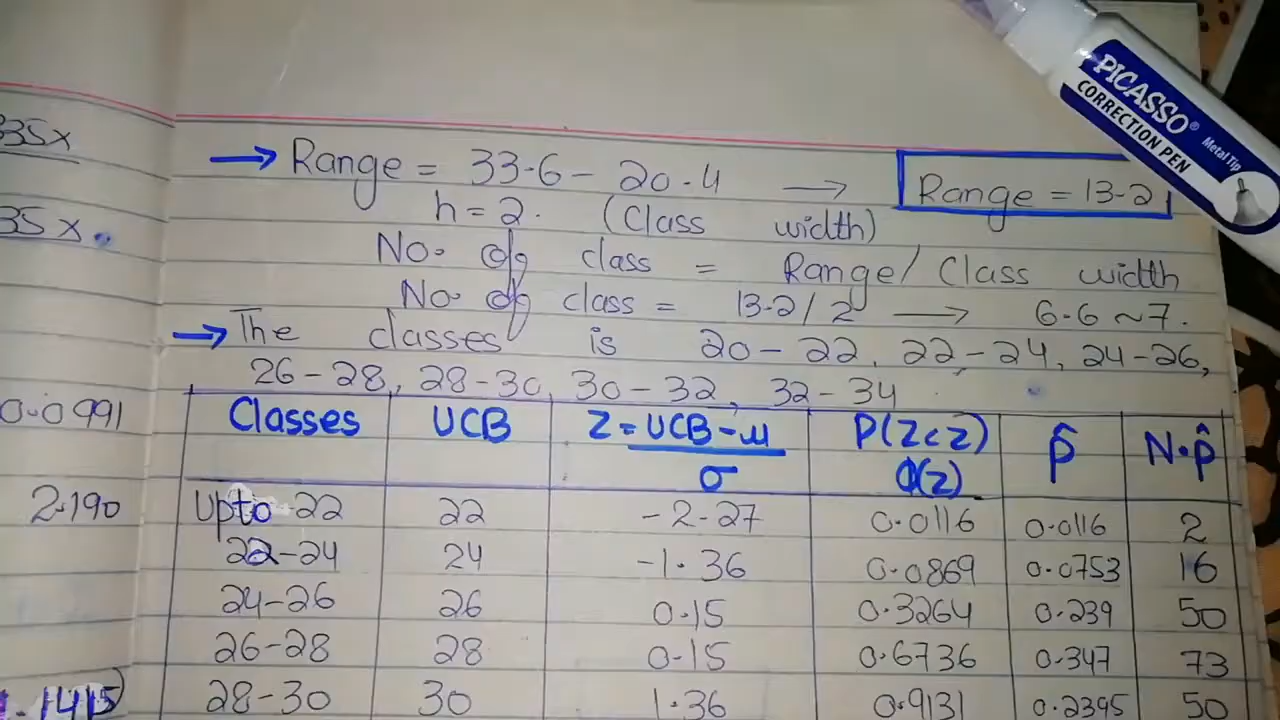 335x
35x.
0.0991
2.190
.1415)
→ Range = 33.6 - 20.4 → Range = 13.2
h = 2. (Class width)
No. of class = Range / Class width
No. of class = 13.2 / 2 → 6.6 ~ 7.
→ The classes is 20-22, 22-24, 24-26,
26-28, 28-30, 30-32, 32-34
Classes UCB Z = UCB-μ / σ P(Z<z) Φ(z) p̂ N.p̂
Upto -22 22 -2.27 0.0116 0.0116 2
22-24 24 -1.36 0.0869 0.0753 16
24-26 26 0.15 0.3264 0.239 50
26-28 28 0.15 0.6736 0.347 73
28-30 30 1.36 0.9131 0.2395 50
PICASSO®
CORRECTION PEN
Metal Tip